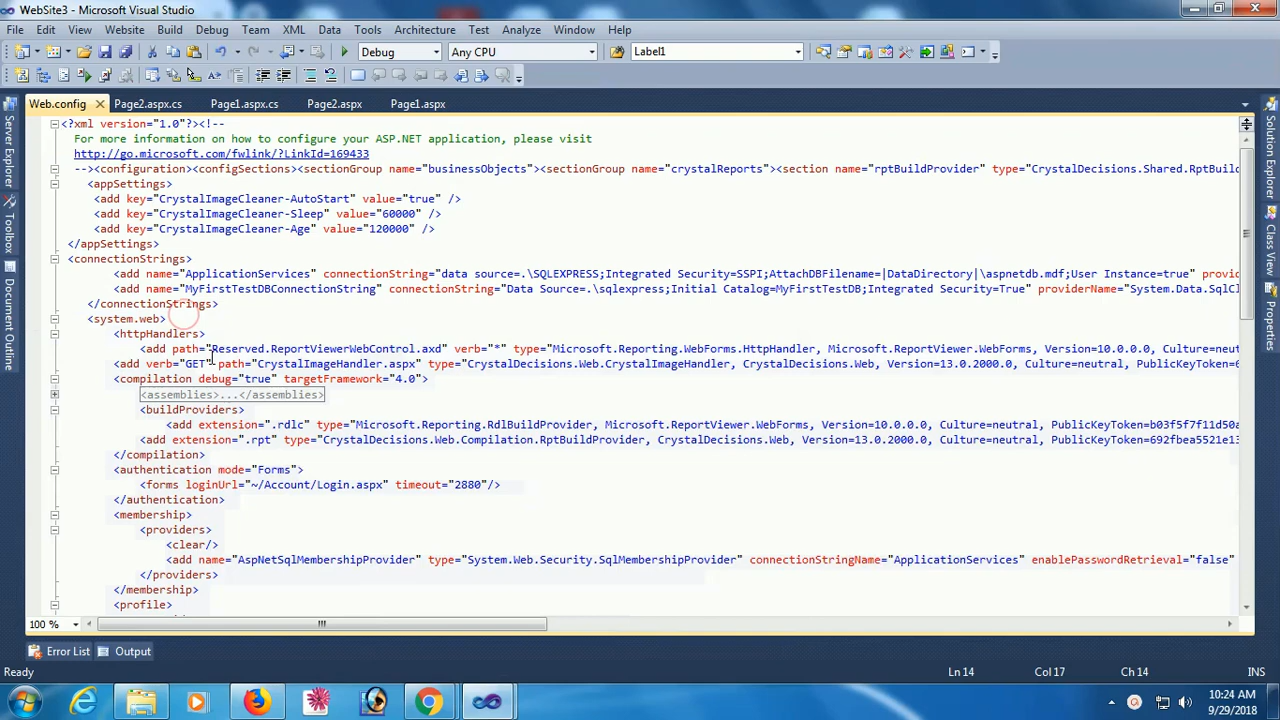 WebSite3 - Microsoft Visual Studio
File Edit View Website Build Debug Team XML Data Tools Architecture Test Analyze Window Help
Debug Any CPU Label1
Web.config Page2.aspx.cs Page1.aspx.cs Page2.aspx Page1.aspx
<?xml version="1.0"?><!--
For more information on how to configure your ASP.NET application, please visit
http://go.microsoft.com/fwlink/?LinkId=169433
--><configuration><configSections><sectionGroup name="businessObjects"><sectionGroup name="crystalReports"><section name="rptBuildProvider" type="CrystalDecisions.Shared.RptBuild
<appSettings>
<add key="CrystalImageCleaner-AutoStart" value="true" />
<add key="CrystalImageCleaner-Sleep" value="60000" />
<add key="CrystalImageCleaner-Age" value="120000" />
</appSettings>
<connectionStrings>
<add name="ApplicationServices" connectionString="data source=.\SQLEXPRESS;Integrated Security=SSPI;AttachDBFilename=|DataDirectory|\aspnetdb.mdf;User Instance=true" provid
<add name="MyFirstTestDBConnectionString" connectionString="Data Source=.\sqlexpress;Initial Catalog=MyFirstTestDB;Integrated Security=True" providerName="System.Data.SqlCl
</connectionStrings>
<system.web>
<httpHandlers>
<add path="Reserved.ReportViewerWebControl.axd" verb="*" type="Microsoft.Reporting.WebForms.HttpHandler, Microsoft.ReportViewer.WebForms, Version=10.0.0.0, Culture=neut
<add verb="GET" path="CrystalImageHandler.aspx" type="CrystalDecisions.Web.CrystalImageHandler, CrystalDecisions.Web, Version=13.0.2000.0, Culture=neutral, PublicKeyToken=6
<compilation debug="true" targetFramework="4.0">
<assemblies>...</assemblies>
<buildProviders>
<add extension=".rdlc" type="Microsoft.Reporting.RdlBuildProvider, Microsoft.ReportViewer.WebForms, Version=10.0.0.0, Culture=neutral, PublicKeyToken=b03f5f7f11d50a
<add extension=".rpt" type="CrystalDecisions.Web.Compilation.RptBuildProvider, CrystalDecisions.Web, Version=13.0.2000.0, Culture=neutral, PublicKeyToken=692fbea5521e13
</compilation>
<authentication mode="Forms">
<forms loginUrl="~/Account/Login.aspx" timeout="2880"/>
</authentication>
<membership>
<providers>
<clear/>
<add name="AspNetSqlMembershipProvider" type="System.Web.Security.SqlMembershipProvider" connectionStringName="ApplicationServices" enablePasswordRetrieval="false"
</providers>
</membership>
<profile>
100 %
Server Explorer
Toolbox
Document Outline
Solution Explorer
Class View
Properties
Error List Output
Ready Ln 14 Col 17 Ch 14 INS
10:24 AM
9/29/2018